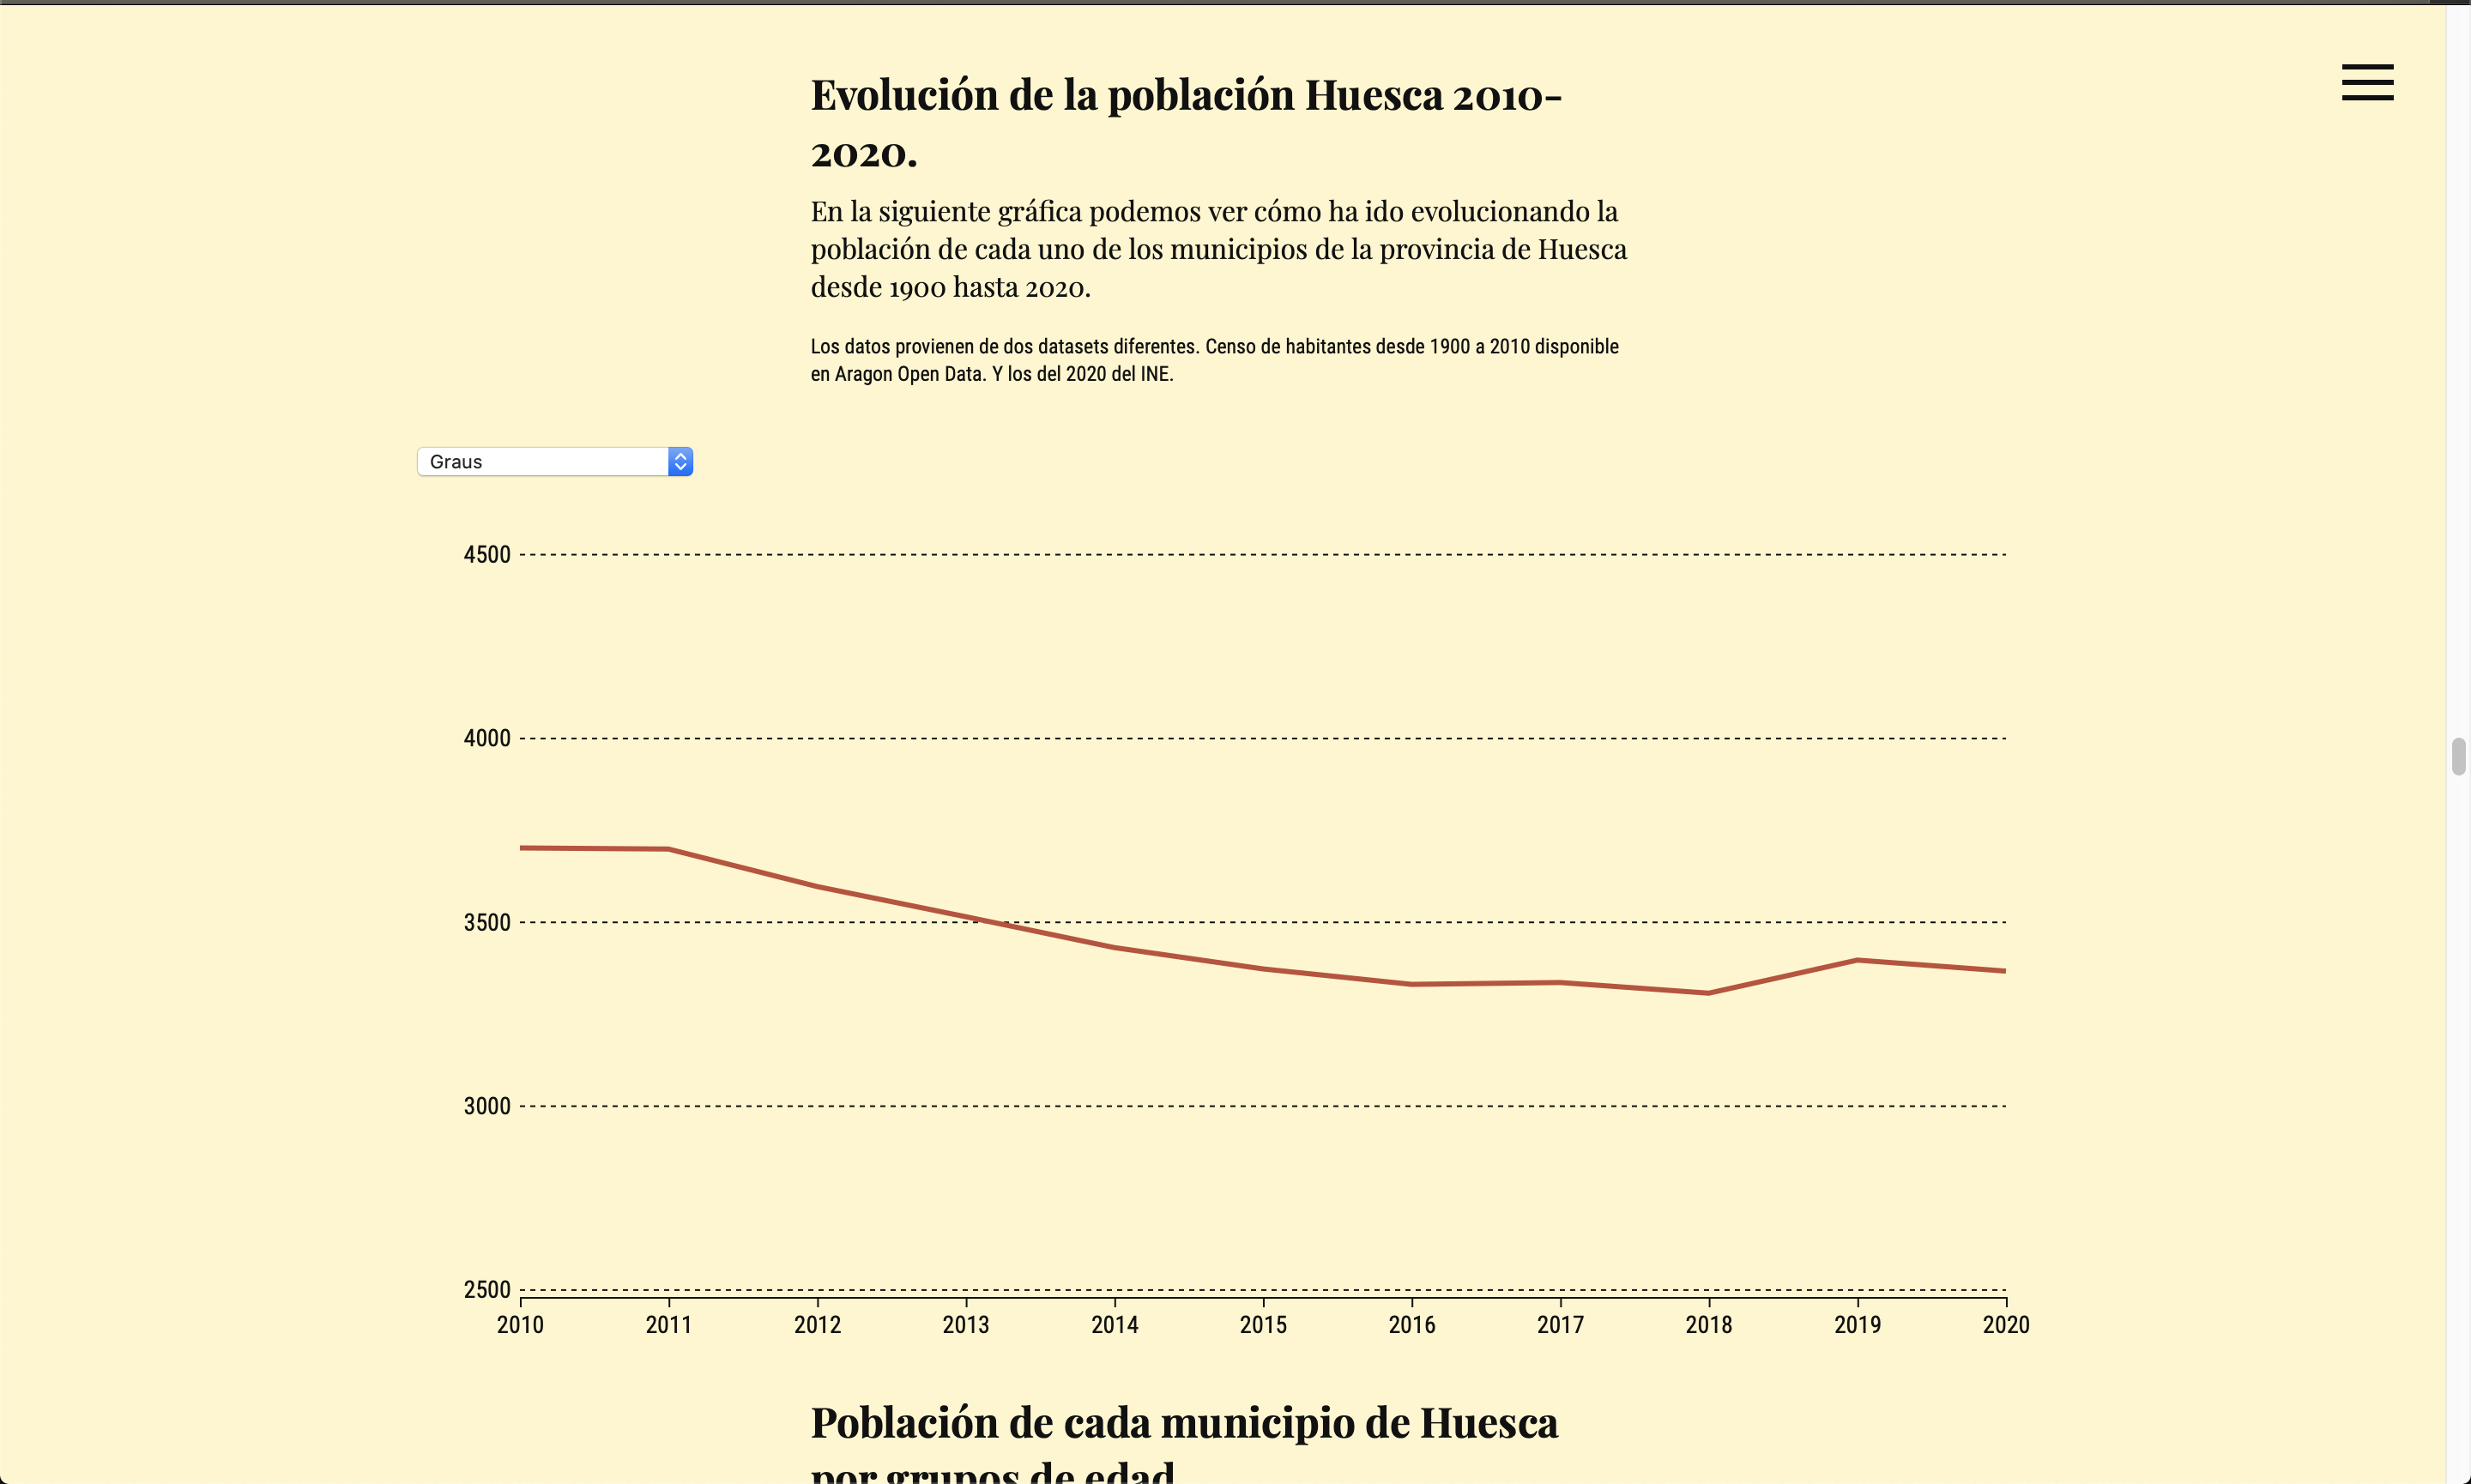 Evolución de la población Huesca 2010-
2020.
En la siguiente gráfica podemos ver cómo ha ido evolucionando la
población de cada uno de los municipios de la provincia de Huesca
desde 1900 hasta 2020.
Los datos provienen de dos datasets diferentes. Censo de habitantes desde 1900 a 2010 disponible
en Aragon Open Data. Y los del 2020 del INE.
Graus
4500
4000
3500
3000
2500
2010 2011 2012 2013 2014 2015 2016 2017 2018 2019 2020
Población de cada municipio de Huesca
por grupos de edad